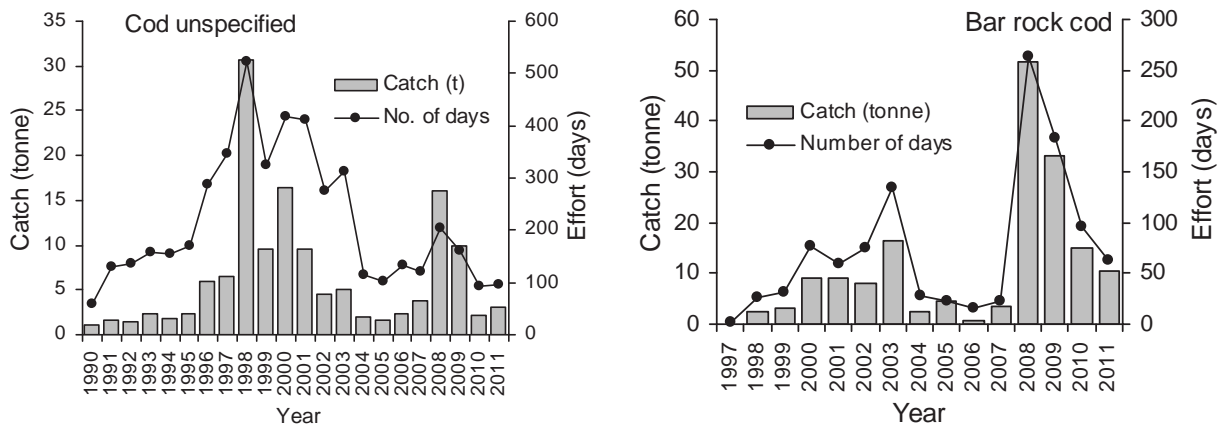 Cod unspecified
Catch (tonne)
35
30
25
20
15
10
5
0
Effort (days)
600
500
400
300
200
100
0
Catch (t)
No. of days
1990 1991 1992 1993 1994 1995 1996 1997 1998 1999 2000 2001 2002 2003 2004 2005 2006 2007 2008 2009 2010 2011
Year
Bar rock cod
Catch (tonne)
60
50
40
30
20
10
0
Effort (days)
300
250
200
150
100
50
0
Catch (tonne)
Number of days
1997 1998 1999 2000 2001 2002 2003 2004 2005 2006 2007 2008 2009 2010 2011
Year